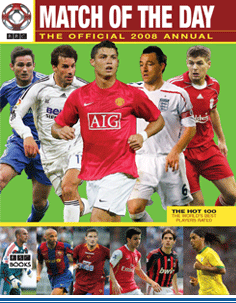 MATCH OF THE DAY
THE OFFICIAL 2008 ANNUAL
BBC
AIG
6
THE HOT 100
THE WORLD'S BEST
PLAYERS RATED
BBC
BOOKS